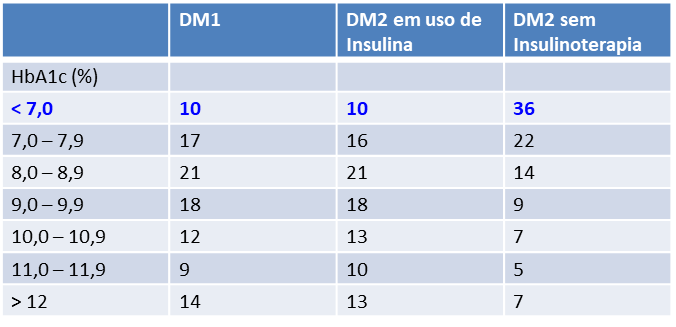 DM1 DM2 em uso de Insulina DM2 sem Insulinoterapia
HbA1c (%)
< 7,0 10 10 36
7,0 – 7,9 17 16 22
8,0 – 8,9 21 21 14
9,0 – 9,9 18 18 9
10,0 – 10,9 12 13 7
11,0 – 11,9 9 10 5
> 12 14 13 7